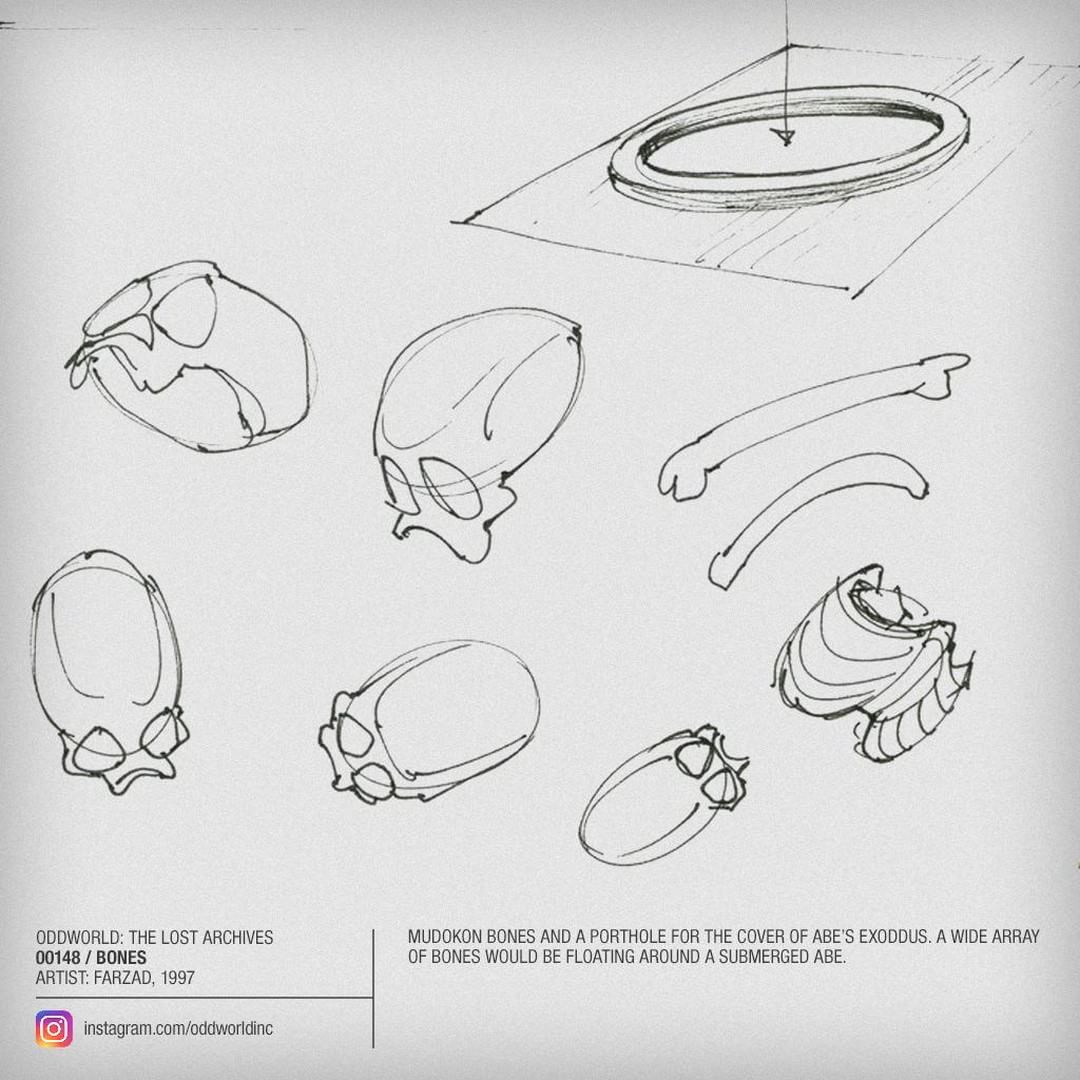 ODDWORLD: THE LOST ARCHIVES
00148 / BONES
ARTIST: FARZAD, 1997
instagram.com/oddworldinc
MUDOKON BONES AND A PORTHOLE FOR THE COVER OF ABE'S EXODDUS. A WIDE ARRAY
OF BONES WOULD BE FLOATING AROUND A SUBMERGED ABE.